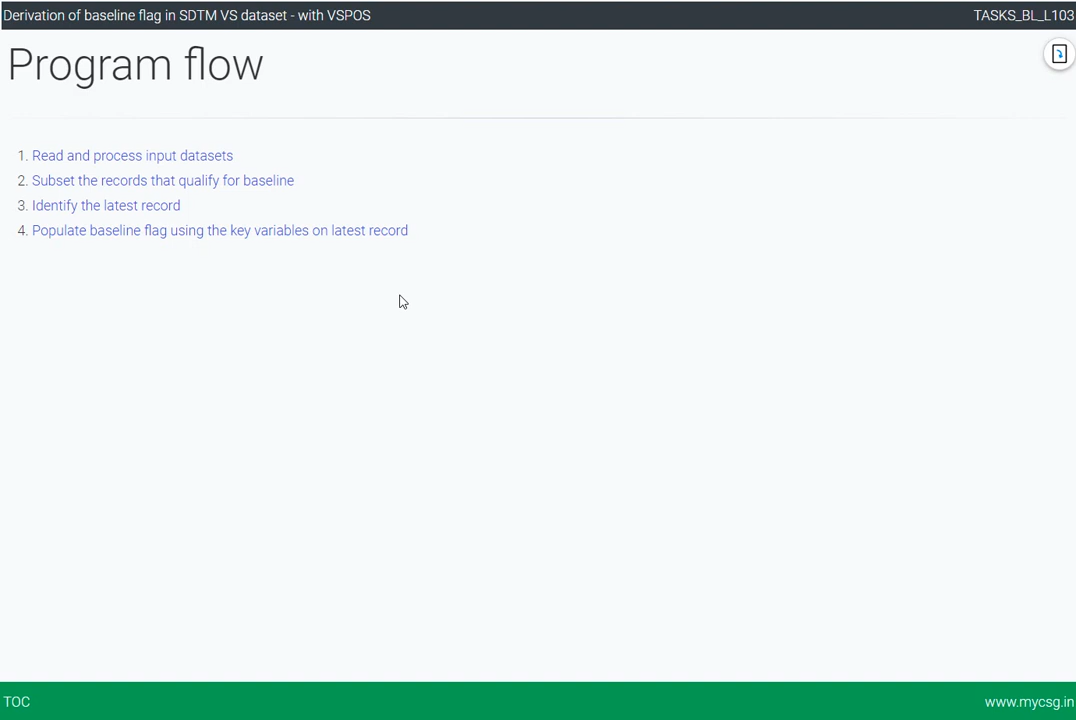 Derivation of baseline flag in SDTM VS dataset - with VSPOS
TASKS_BL_L103
Program flow
1. Read and process input datasets
2. Subset the records that qualify for baseline
3. Identify the latest record
4. Populate baseline flag using the key variables on latest record
TOC
www.mycsg.in